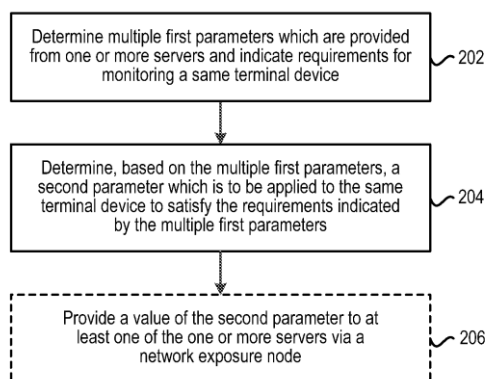 Determine multiple first parameters which are provided
from one or more servers and indicate requirements for
monitoring a same terminal device
202
Determine, based on the multiple first parameters, a
second parameter which is to be applied to the same
terminal device to satisfy the requirements indicated
by the multiple first parameters
204
Provide a value of the second parameter to at
least one of the one or more servers via a
network exposure node
206